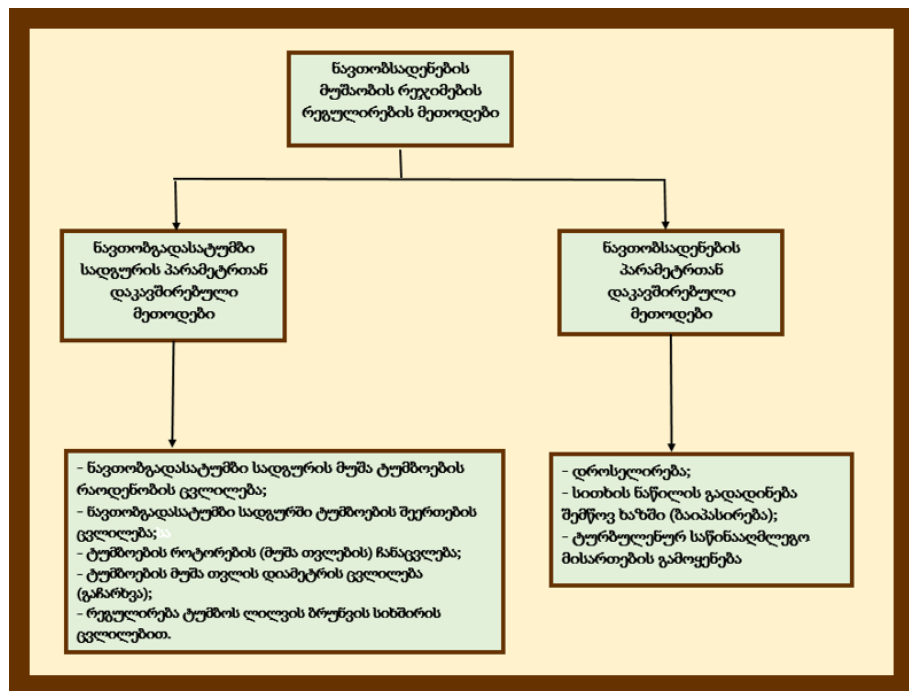 ნავთობსადენების
მუშაობის რეჟიმების
რეგულირების მეთოდები
ნავთობგადასატუმბი
სადგურის პარამეტრთან
დაკავშირებული
მეთოდები
ნავთობსადენების
პარამეტრთან
დაკავშირებული
მეთოდები
- ნავთობგადასატუმბი სადგურის მუშა ტუმბოების
რაოდენობის ცვლილება;
- ნავთობგადასატუმბი სადგურში ტუმბოების შეერთების
ცვლილება;
- ტუმბოების როტორების (მუშა თვლების) ჩანაცვლება;
- ტუმბოების მუშა თვლის დიამეტრის ცვლილება
(გაჩარხვა);
- რეგულირება ტუმბოს ლილვის ბრუნვის სიხშირის
ცვლილებით.
- დროსელირება;
- სითხის ნაწილის გადადინება
შემწოვ ხაზში (ბაიპასირება);
- ტურბულენურ საწინააღმლეგო
მისართების გამოყენება